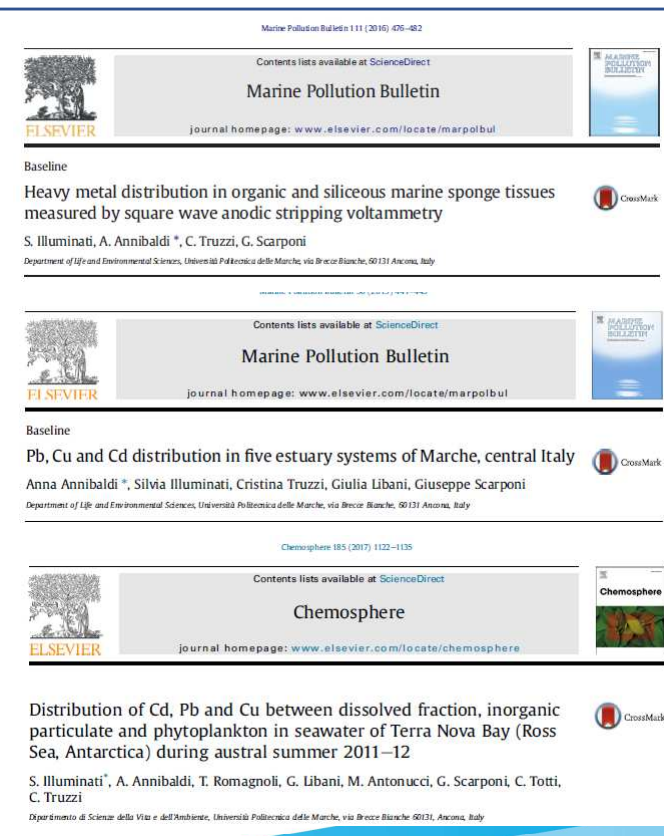 Marine Pollution Bulletin 111 (2016) 476–482
Contents lists available at ScienceDirect
Marine Pollution Bulletin
journal homepage: www.elsevier.com/locate/marpolbul
ELSEVIER
MARINE
POLLUTION
BULLETIN
Baseline
Heavy metal distribution in organic and siliceous marine sponge tissues
measured by square wave anodic stripping voltammetry
CrossMark
S. Illuminati, A. Annibaldi *, C. Truzzi, G. Scarponi
Department of Life and Environmental Sciences, Università Politecnica delle Marche, via Brecce Bianche, 60131 Ancona, Italy
Contents lists available at ScienceDirect
Marine Pollution Bulletin
journal homepage: www.elsevier.com/locate/marpolbul
ELSEVIER
MARINE
POLLUTION
BULLETIN
Baseline
Pb, Cu and Cd distribution in five estuary systems of Marche, central Italy
CrossMark
Anna Annibaldi *, Silvia Illuminati, Cristina Truzzi, Giulia Libani, Giuseppe Scarponi
Department of Life and Environmental Sciences, Università Politecnica delle Marche, via Brecce Bianche, 60131 Ancona, Italy
Chemosphere 185 (2017) 1122–1135
Contents lists available at ScienceDirect
Chemosphere
journal homepage: www.elsevier.com/locate/chemosphere
ELSEVIER
Chemosphere
Distribution of Cd, Pb and Cu between dissolved fraction, inorganic
particulate and phytoplankton in seawater of Terra Nova Bay (Ross
Sea, Antarctica) during austral summer 2011–12
CrossMark
S. Illuminati*, A. Annibaldi, T. Romagnoli, G. Libani, M. Antonucci, G. Scarponi, C. Totti,
C. Truzzi
Dipartimento di Scienze della Vita e dell'Ambiente, Università Politecnica delle Marche, via Brecce Bianche 60131, Ancona, Italy